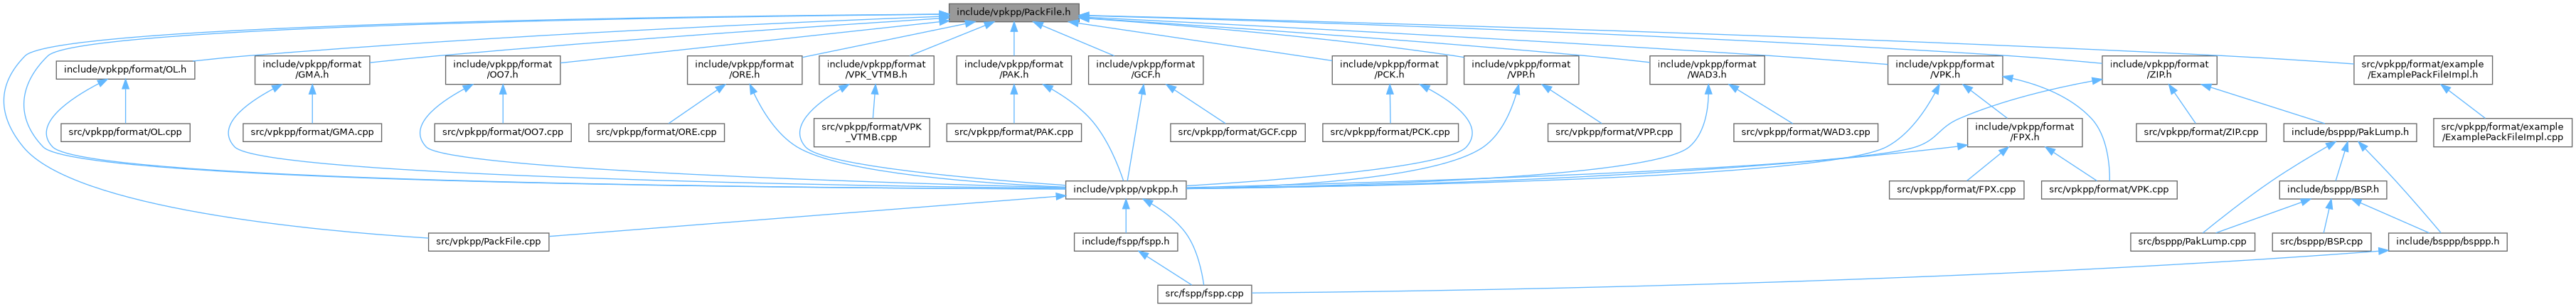 include/vpkpp/PackFile.h
include/vpkpp/format/OL.h
include/vpkpp/format
/GMA.h
include/vpkpp/format
/OO7.h
include/vpkpp/format
/ORE.h
include/vpkpp/format
/VPK_VTMB.h
include/vpkpp/format
/PAK.h
include/vpkpp/format
/GCF.h
include/vpkpp/format
/PCK.h
include/vpkpp/format
/VPP.h
include/vpkpp/format
/WAD3.h
include/vpkpp/format
/VPK.h
include/vpkpp/format
/ZIP.h
src/vpkpp/format/example
/ExamplePackFileImpl.h
src/vpkpp/format/OL.cpp
src/vpkpp/format/GMA.cpp
src/vpkpp/format/OO7.cpp
src/vpkpp/format/ORE.cpp
src/vpkpp/format/VPK
_VTMB.cpp
src/vpkpp/format/PAK.cpp
src/vpkpp/format/GCF.cpp
src/vpkpp/format/PCK.cpp
src/vpkpp/format/VPP.cpp
src/vpkpp/format/WAD3.cpp
include/vpkpp/format
/FPX.h
src/vpkpp/format/ZIP.cpp
include/bsppp/PakLump.h
src/vpkpp/format/example
/ExamplePackFileImpl.cpp
include/vpkpp/vpkpp.h
src/vpkpp/format/FPX.cpp
src/vpkpp/format/VPK.cpp
include/bsppp/BSP.h
src/vpkpp/PackFile.cpp
include/fspp/fspp.h
src/bsppp/PakLump.cpp
src/bsppp/BSP.cpp
include/bsppp/bsppp.h
src/fspp/fspp.cpp